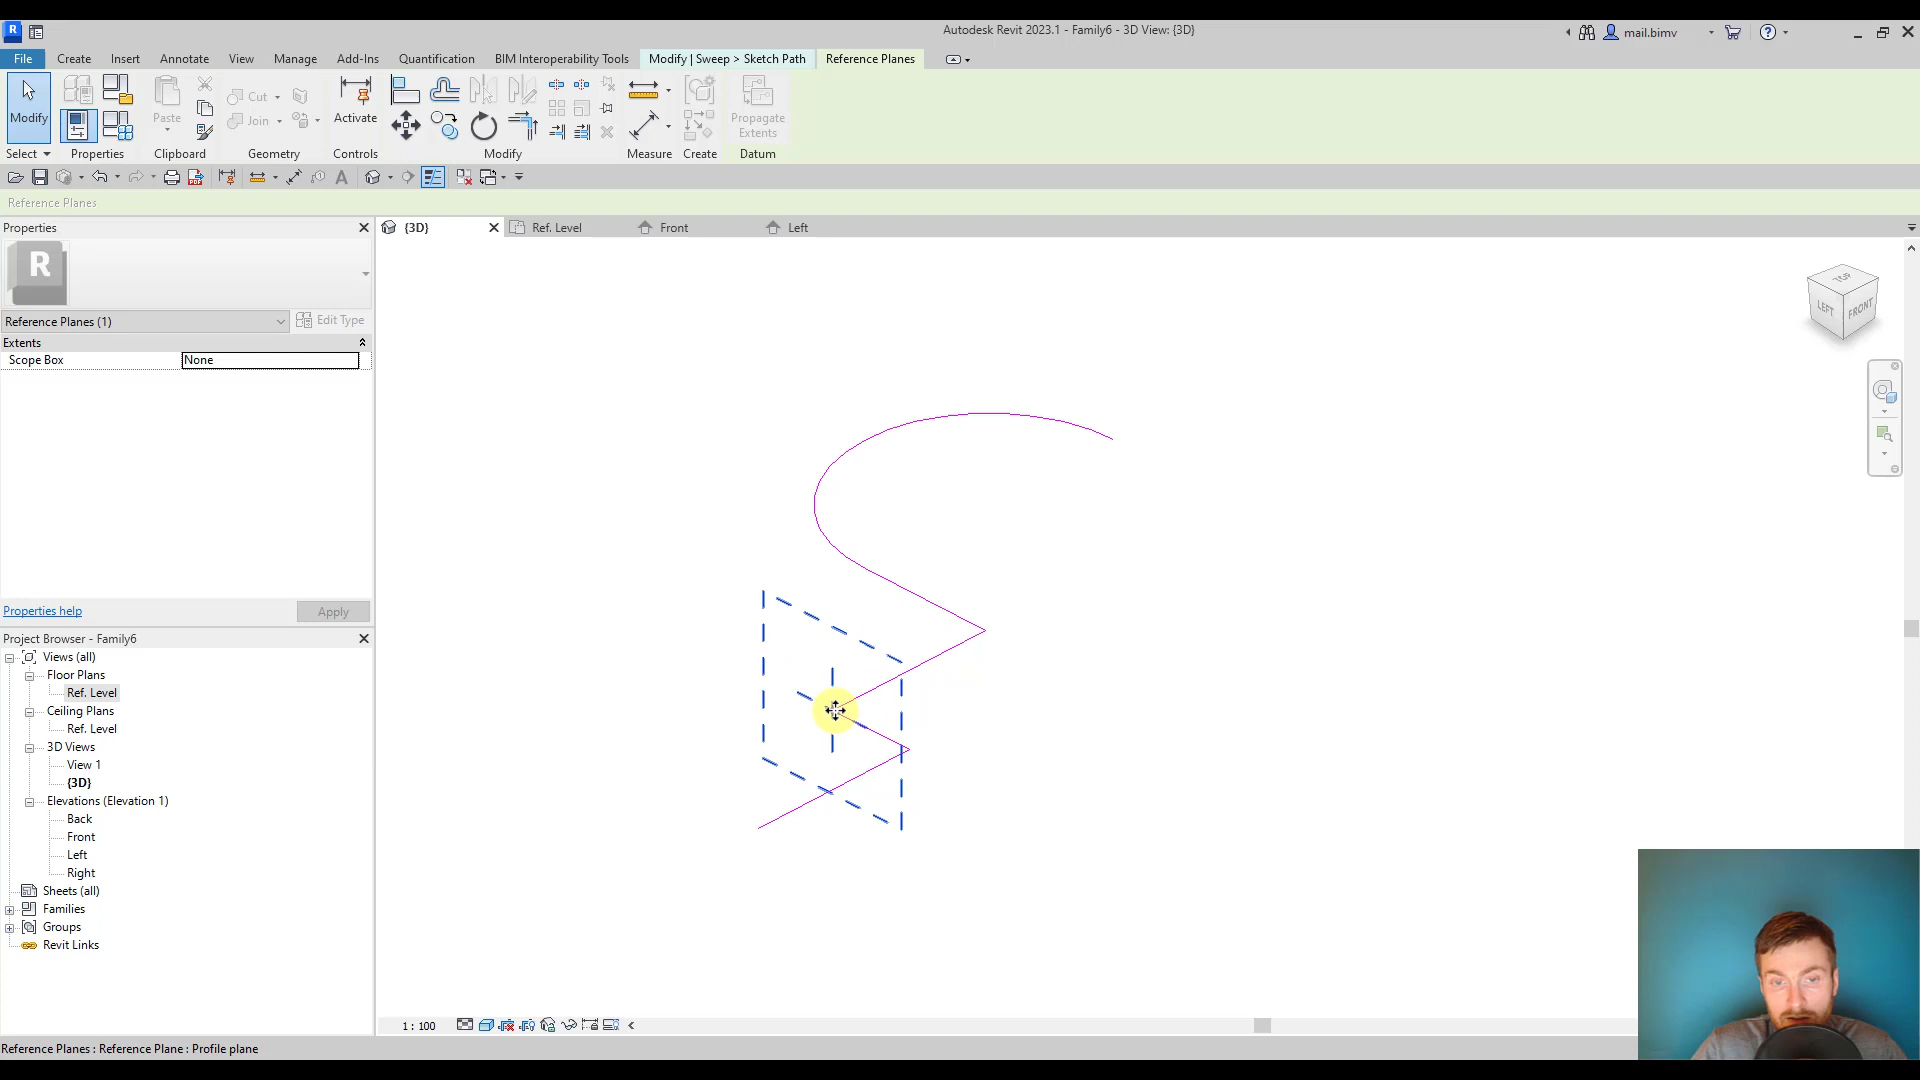 R
Autodesk Revit 2023.1 - Family6 - 3D View: {3D}
mail.bimv
File
Create
Insert
Annotate
View
Manage
Add-Ins
Quantification
BIM Interoperability Tools
Modify | Sweep > Sketch Path
Reference Planes
Modify
Paste
Cut
Join
Activate
Propagate
Extents
Select
Properties
Clipboard
Geometry
Controls
Modify
Measure
Create
Datum
Reference Planes
Properties
{3D}
Ref. Level
Front
Left
R
Reference Planes (1)
Edit Type
Extents
Scope Box
None
TOP
LEFT
FRONT
Properties help
Apply
Project Browser - Family6
Views (all)
Floor Plans
Ref. Level
Ceiling Plans
Ref. Level
3D Views
View 1
{3D}
Elevations (Elevation 1)
Back
Front
Left
Right
Sheets (all)
Families
Groups
Revit Links
1 : 100
Reference Planes : Reference Plane : Profile plane